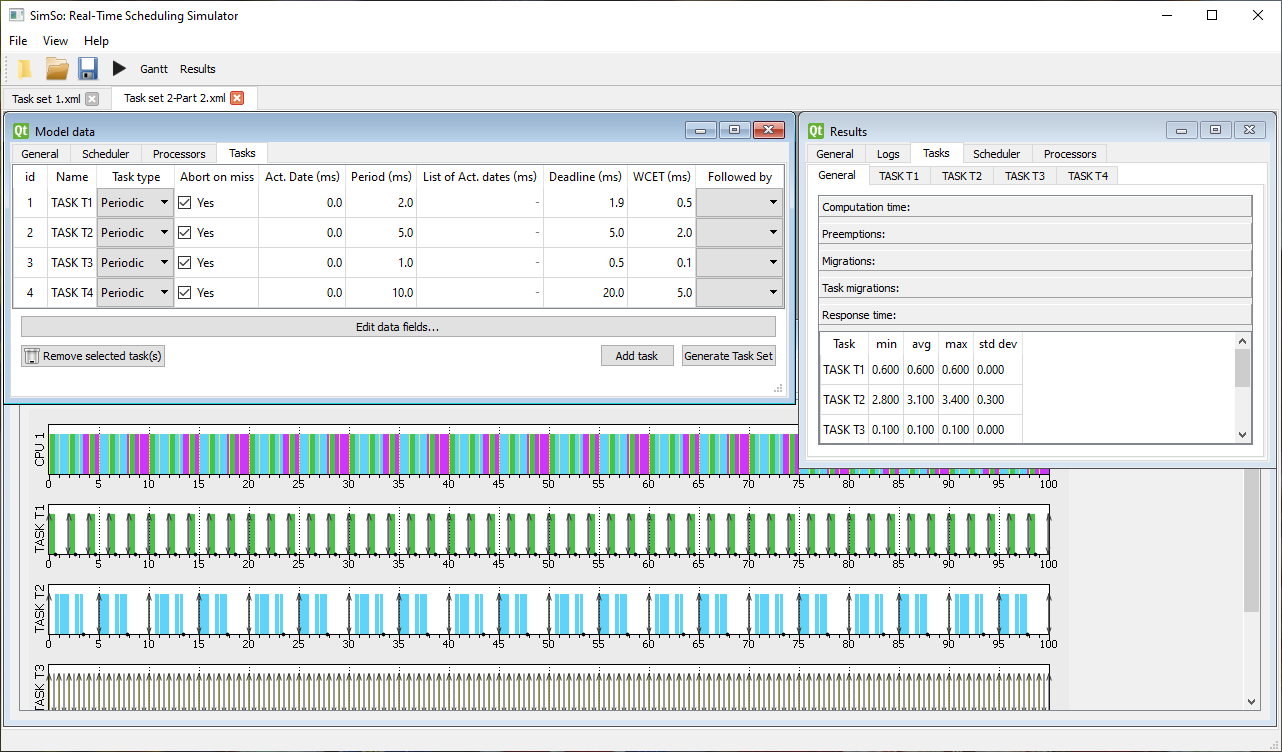 SimSo: Real-Time Scheduling Simulator
File View Help
Gantt Results
Task set 1.xml Task set 2-Part 2.xml
Qt Model data
General Scheduler Processors Tasks
id Name Task type Abort on miss Act. Date (ms) Period (ms) List of Act. dates (ms) Deadline (ms) WCET (ms) Followed by
1 TASK T1 Periodic Yes 0.0 2.0 - 1.9 0.5
2 TASK T2 Periodic Yes 0.0 5.0 - 5.0 2.0
3 TASK T3 Periodic Yes 0.0 1.0 - 0.5 0.1
4 TASK T4 Periodic Yes 0.0 10.0 - 20.0 5.0
Edit data fields...
Remove selected task(s) Add task Generate Task Set
Qt Results
General Logs Tasks Scheduler Processors
General TASK T1 TASK T2 TASK T3 TASK T4
Computation time:
Preemptions:
Migrations:
Task migrations:
Response time:
Task min avg max std dev
TASK T1 0.600 0.600 0.600 0.000
TASK T2 2.800 3.100 3.400 0.300
TASK T3 0.100 0.100 0.100 0.000
CPU 1
0 5 10 15 20 25 30 35 40 45 50 55 60 65 70 75 80 85 90 95 100
TASK T1
0 5 10 15 20 25 30 35 40 45 50 55 60 65 70 75 80 85 90 95 100
TASK T2
0 5 10 15 20 25 30 35 40 45 50 55 60 65 70 75 80 85 90 95 100
TASK T3